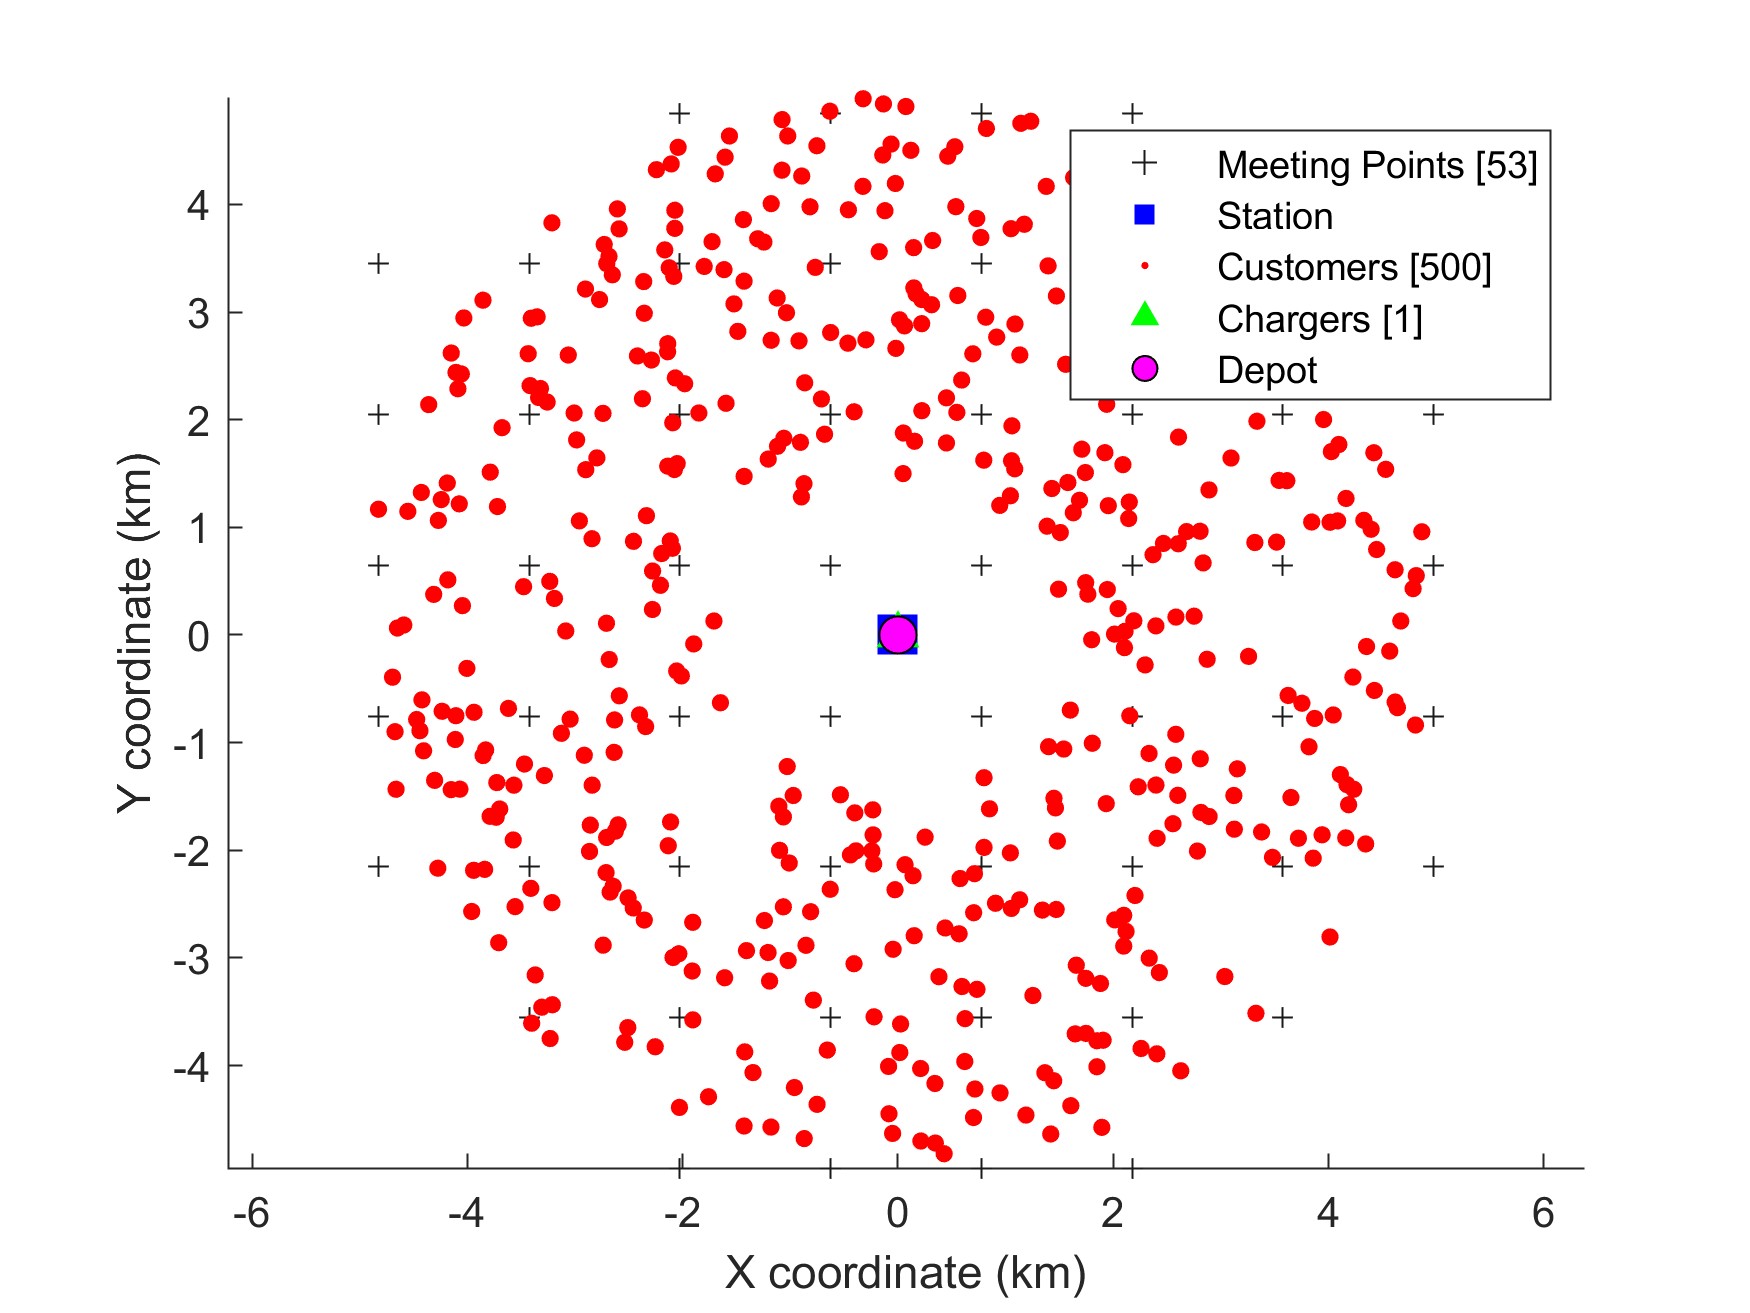 Meeting Points [53]
Station
Customers [500]
Chargers [1]
Depot
Y coordinate (km)
4
3
2
1
0
-1
-2
-3
-4
-6
-4
-2
0
2
4
6
X coordinate (km)